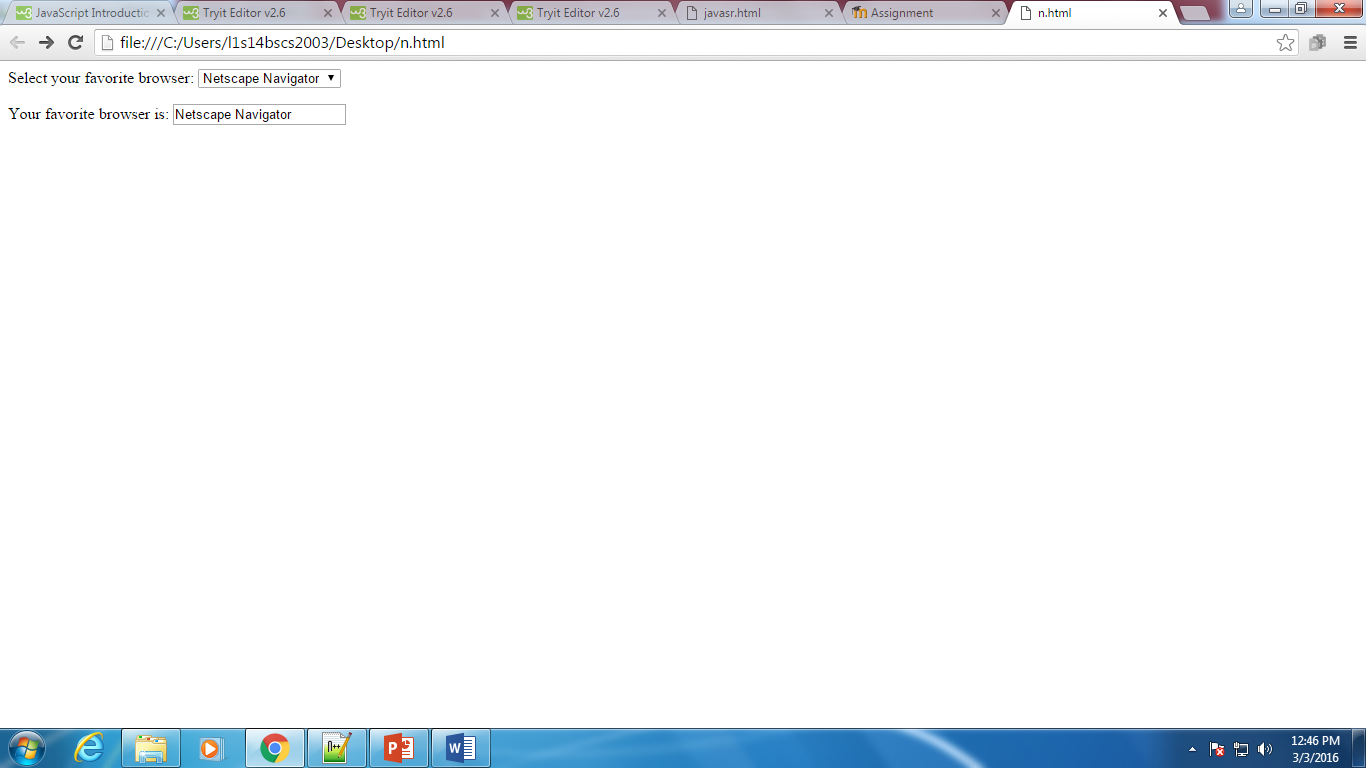 JavaScript Introductic
Tryit Editor v2.6
Tryit Editor v2.6
Tryit Editor v2.6
javasr.html
Assignment
n.html
file:///C:/Users/l1s14bscs2003/Desktop/n.html
Select your favorite browser: Netscape Navigator
Your favorite browser is: Netscape Navigator
12:46 PM
3/3/2016